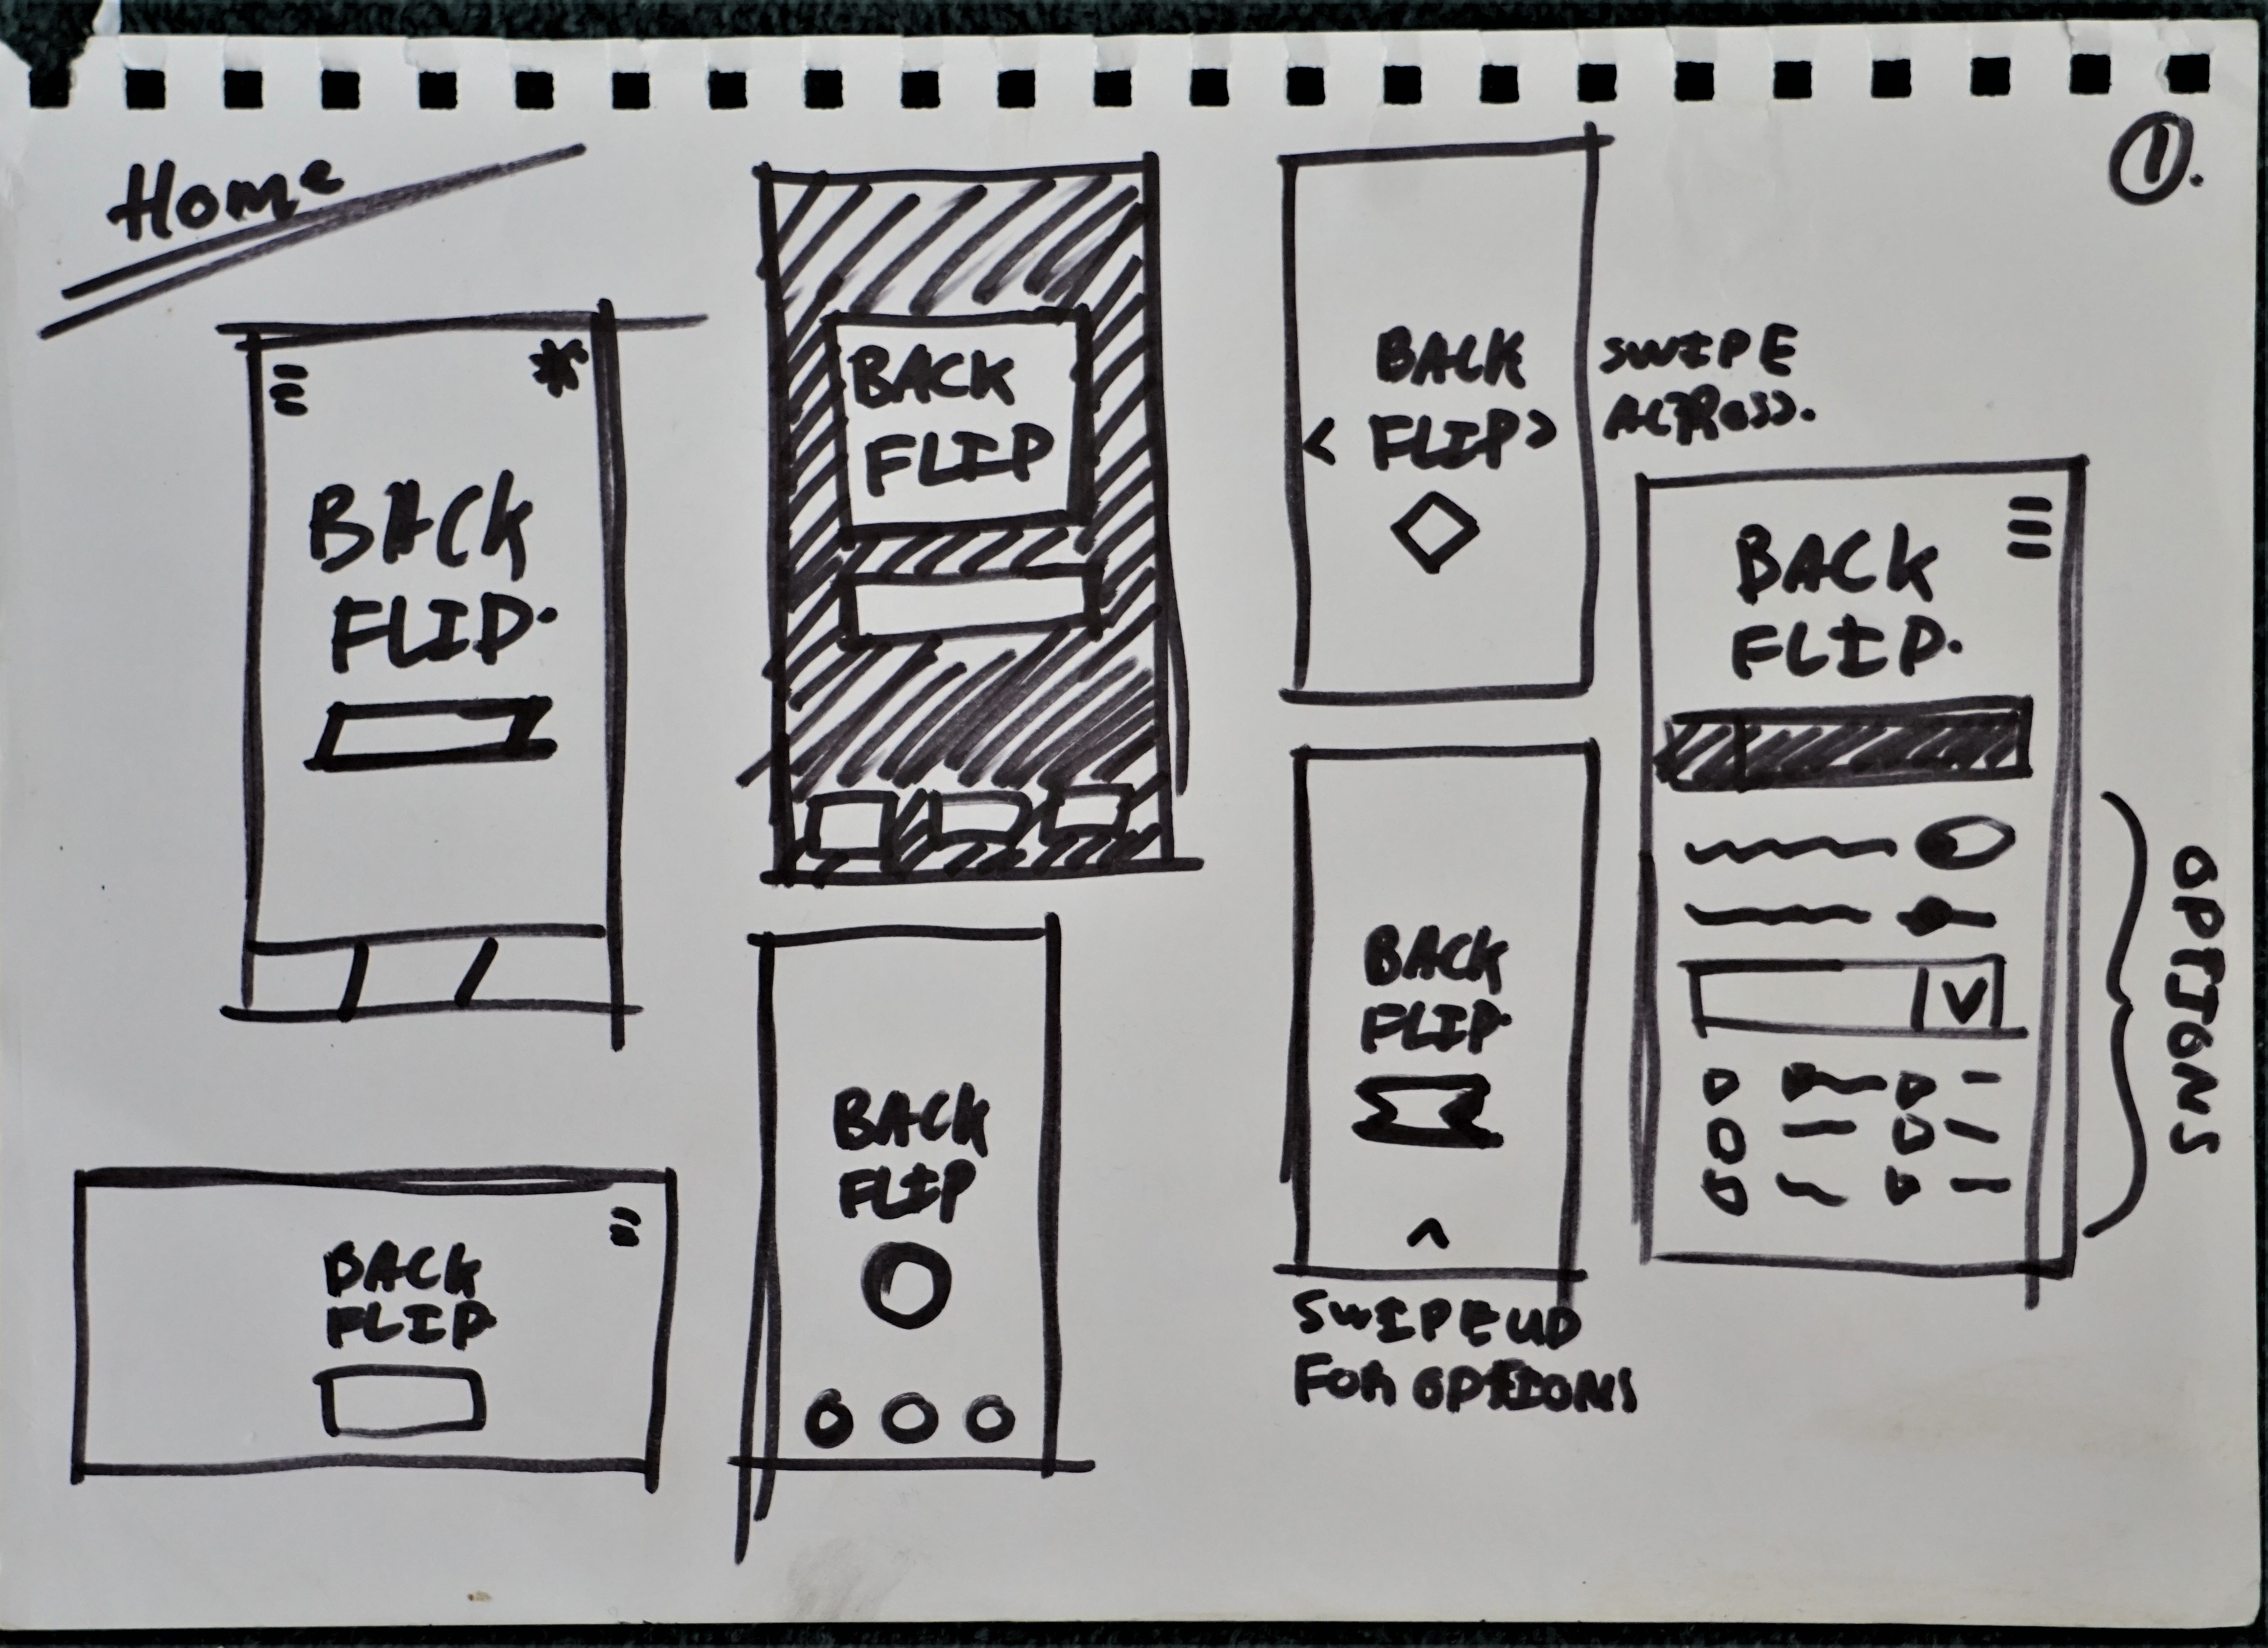 Home
1.
BACK
FLIP.
BACK
FLIP
BACK
< FLIP >
SWIPE
ACROSS.
BACK
FLIP.
OPTIONS
BACK
FLIP.
SWIPE UP
FOR OPTIONS
BACK
FLIP
BACK
FLIP.